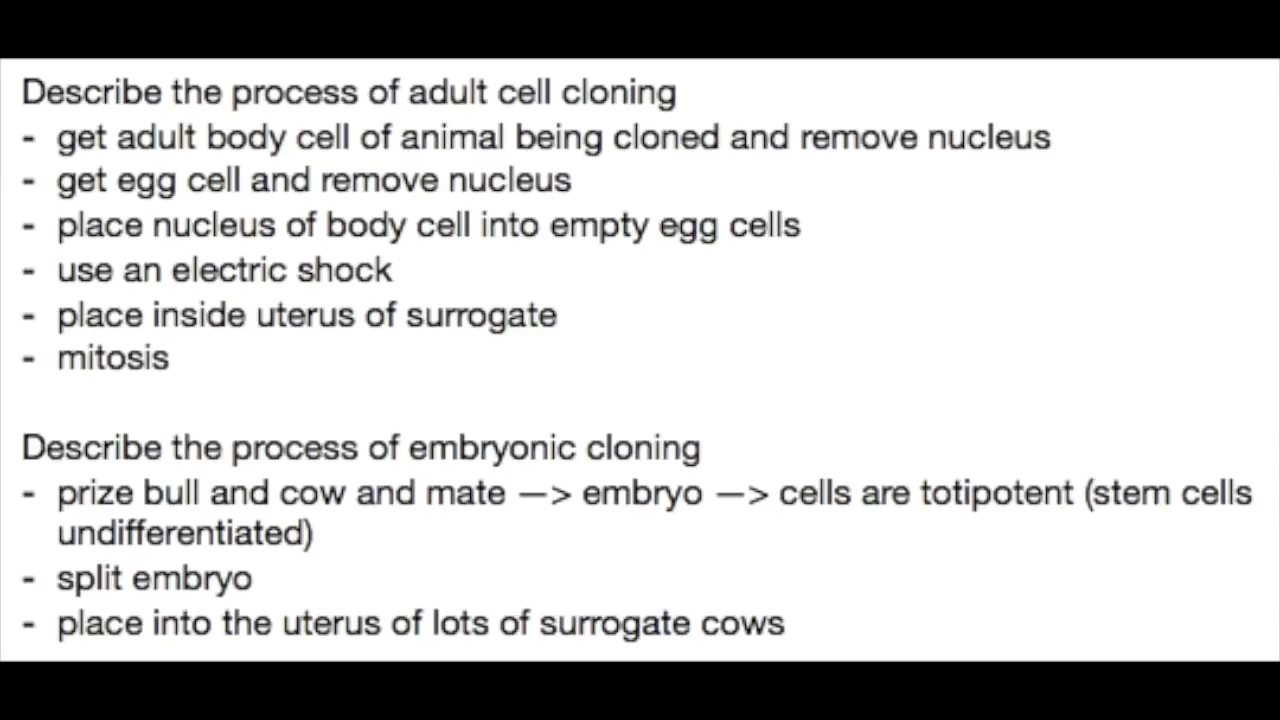 Describe the process of adult cell cloning
- get adult body cell of animal being cloned and remove nucleus
- get egg cell and remove nucleus
- place nucleus of body cell into empty egg cells
- use an electric shock
- place inside uterus of surrogate
- mitosis
Describe the process of embryonic cloning
- prize bull and cow and mate —> embryo —> cells are totipotent (stem cells
undifferentiated)
- split embryo
- place into the uterus of lots of surrogate cows